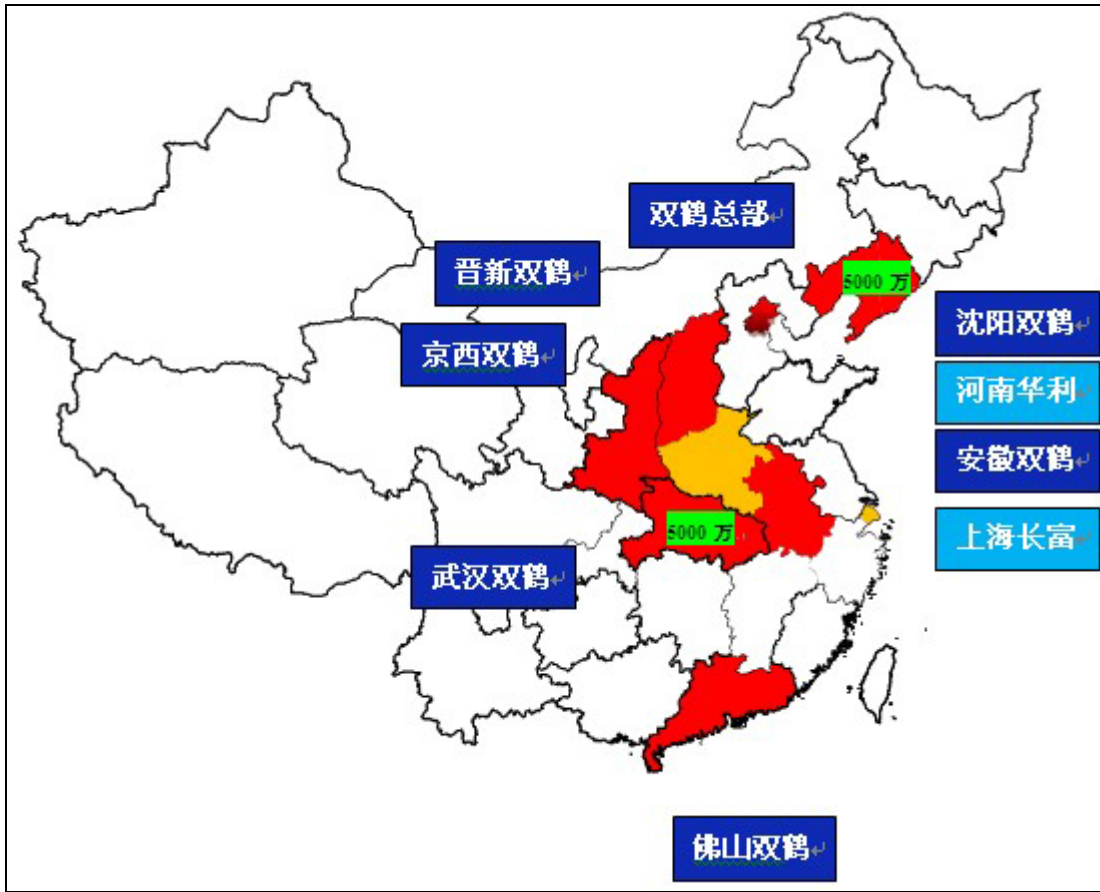 双鹤总部
晋新双鹤
5000 万
沈阳双鹤
京西双鹤
河南华利
安徽双鹤
5000 万
上海长富
武汉双鹤
佛山双鹤